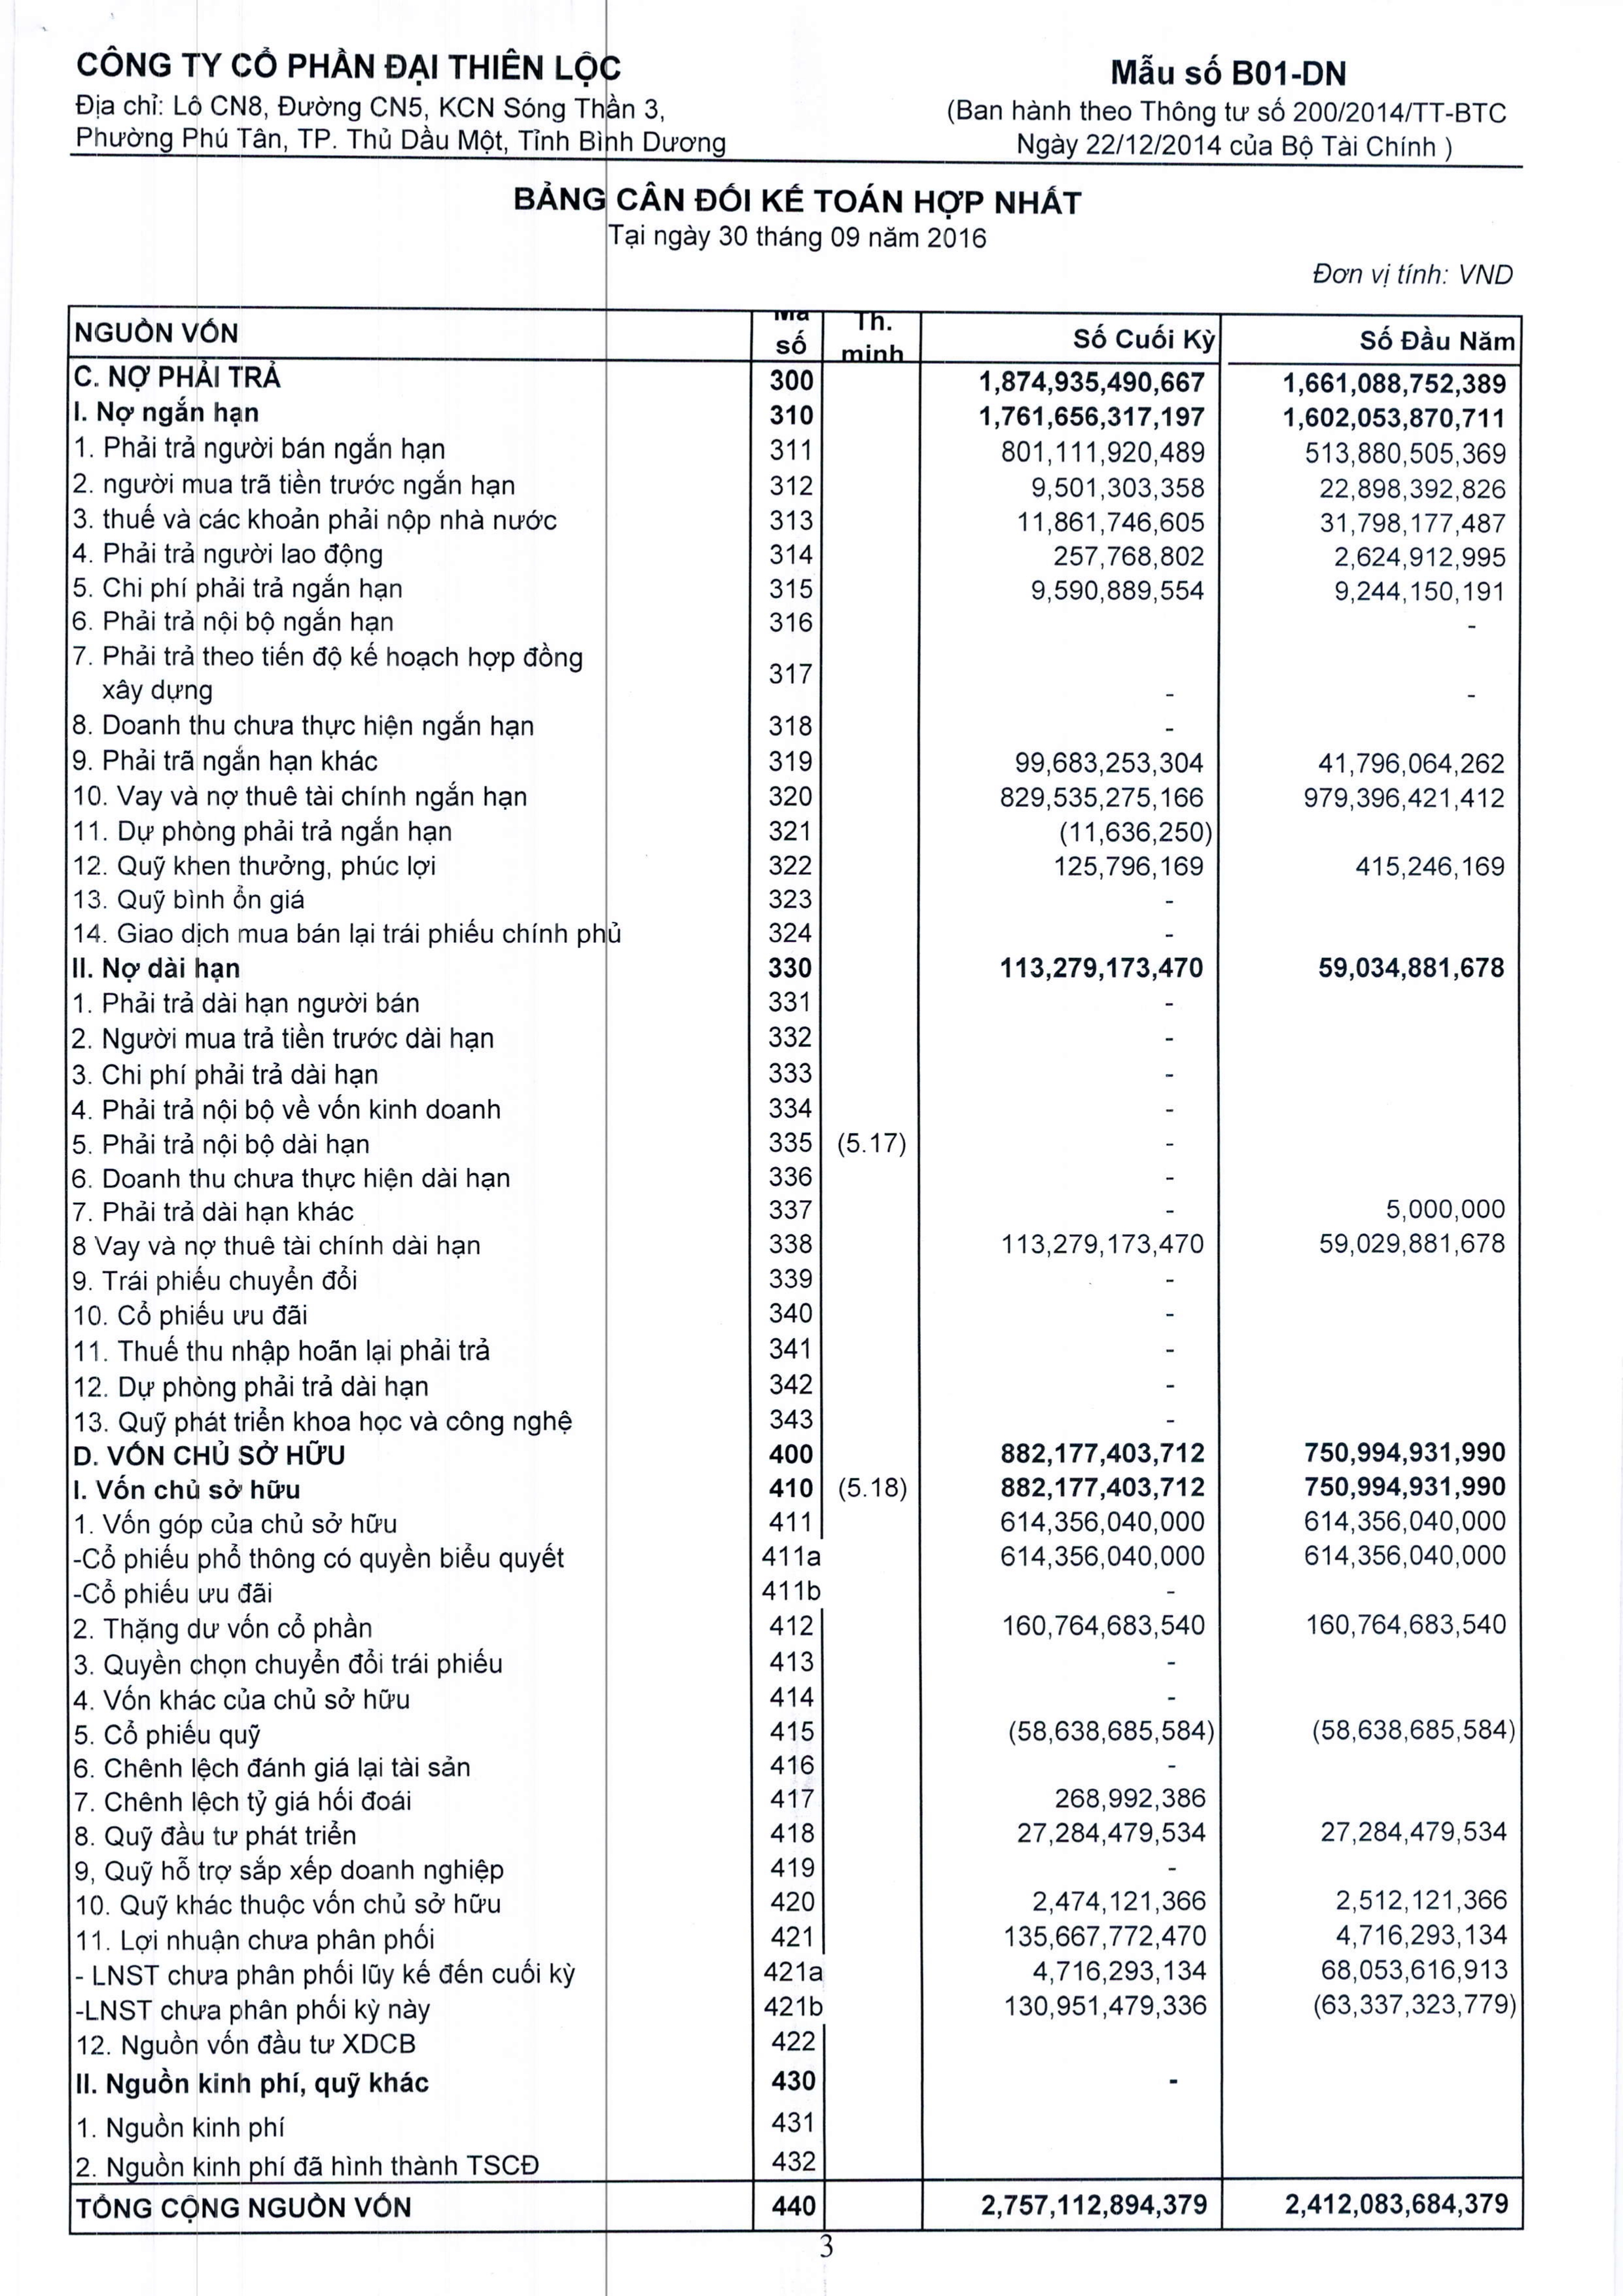 CÔNG TY CỔ PHẦN ĐẠI THIÊN LỘC
Địa chỉ: Lô CN8, Đường CN5, KCN Sóng Thần 3,
Phường Phú Tân, TP. Thủ Dầu Một, Tỉnh Bình Dương
Mẫu số B01-DN
(Ban hành theo Thông tư số 200/2014/TT-BTC
Ngày 22/12/2014 của Bộ Tài Chính )
BẢNG CÂN ĐỐI KẾ TOÁN HỢP NHẤT
Tại ngày 30 tháng 09 năm 2016
Đơn vị tính: VND
NGUỒN VỐN Mã số Th. minh Số Cuối Kỳ Số Đầu Năm
C. NỢ PHẢI TRẢ 300 1,874,935,490,667 1,661,088,752,389
I. Nợ ngắn hạn 310 1,761,656,317,197 1,602,053,870,711
1. Phải trả người bán ngắn hạn 311 801,111,920,489 513,880,505,369
2. người mua trã tiền trước ngắn hạn 312 9,501,303,358 22,898,392,826
3. thuế và các khoản phải nộp nhà nước 313 11,861,746,605 31,798,177,487
4. Phải trả người lao động 314 257,768,802 2,624,912,995
5. Chi phí phải trả ngắn hạn 315 9,590,889,554 9,244,150,191
6. Phải trả nội bộ ngắn hạn 316 -
7. Phải trả theo tiến độ kế hoạch hợp đồng
xây dựng 317 - -
8. Doanh thu chưa thực hiện ngắn hạn 318 -
9. Phải trã ngắn hạn khác 319 99,683,253,304 41,796,064,262
10. Vay và nợ thuê tài chính ngắn hạn 320 829,535,275,166 979,396,421,412
11. Dự phòng phải trả ngắn hạn 321 (11,636,250)
12. Quỹ khen thưởng, phúc lợi 322 125,796,169 415,246,169
13. Quỹ bình ổn giá 323 -
14. Giao dịch mua bán lại trái phiếu chính phủ 324 -
II. Nợ dài hạn 330 113,279,173,470 59,034,881,678
1. Phải trả dài hạn người bán 331 -
2. Người mua trả tiền trước dài hạn 332 -
3. Chi phí phải trả dài hạn 333 -
4. Phải trả nội bộ về vốn kinh doanh 334 -
5. Phải trả nội bộ dài hạn 335 (5.17) -
6. Doanh thu chưa thực hiện dài hạn 336 -
7. Phải trả dài hạn khác 337 - 5,000,000
8 Vay và nợ thuê tài chính dài hạn 338 113,279,173,470 59,029,881,678
9. Trái phiếu chuyển đổi 339 -
10. Cổ phiếu ưu đãi 340 -
11. Thuế thu nhập hoãn lại phải trả 341 -
12. Dự phòng phải trả dài hạn 342 -
13. Quỹ phát triển khoa học và công nghệ 343 -
D. VỐN CHỦ SỞ HỮU 400 882,177,403,712 750,994,931,990
I. Vốn chủ sở hữu 410 (5.18) 882,177,403,712 750,994,931,990
1. Vốn góp của chủ sở hữu 411 614,356,040,000 614,356,040,000
-Cổ phiếu phổ thông có quyền biểu quyết 411a 614,356,040,000 614,356,040,000
-Cổ phiếu ưu đãi 411b -
2. Thặng dư vốn cổ phần 412 160,764,683,540 160,764,683,540
3. Quyền chọn chuyển đổi trái phiếu 413 -
4. Vốn khác của chủ sở hữu 414 -
5. Cổ phiếu quỹ 415 (58,638,685,584) (58,638,685,584)
6. Chênh lệch đánh giá lại tài sản 416 -
7. Chênh lệch tỷ giá hối đoái 417 268,992,386
8. Quỹ đầu tư phát triển 418 27,284,479,534 27,284,479,534
9, Quỹ hỗ trợ sắp xếp doanh nghiệp 419 -
10. Quỹ khác thuộc vốn chủ sở hữu 420 2,474,121,366 2,512,121,366
11. Lợi nhuận chưa phân phối 421 135,667,772,470 4,716,293,134
- LNST chưa phân phối lũy kế đến cuối kỳ 421a 4,716,293,134 68,053,616,913
-LNST chưa phân phối kỳ này 421b 130,951,479,336 (63,337,323,779)
12. Nguồn vốn đầu tư XDCB 422
II. Nguồn kinh phí, quỹ khác 430 -
1. Nguồn kinh phí 431
2. Nguồn kinh phí đã hình thành TSCĐ 432
TỔNG CỘNG NGUỒN VỐN 440 2,757,112,894,379 2,412,083,684,379
3